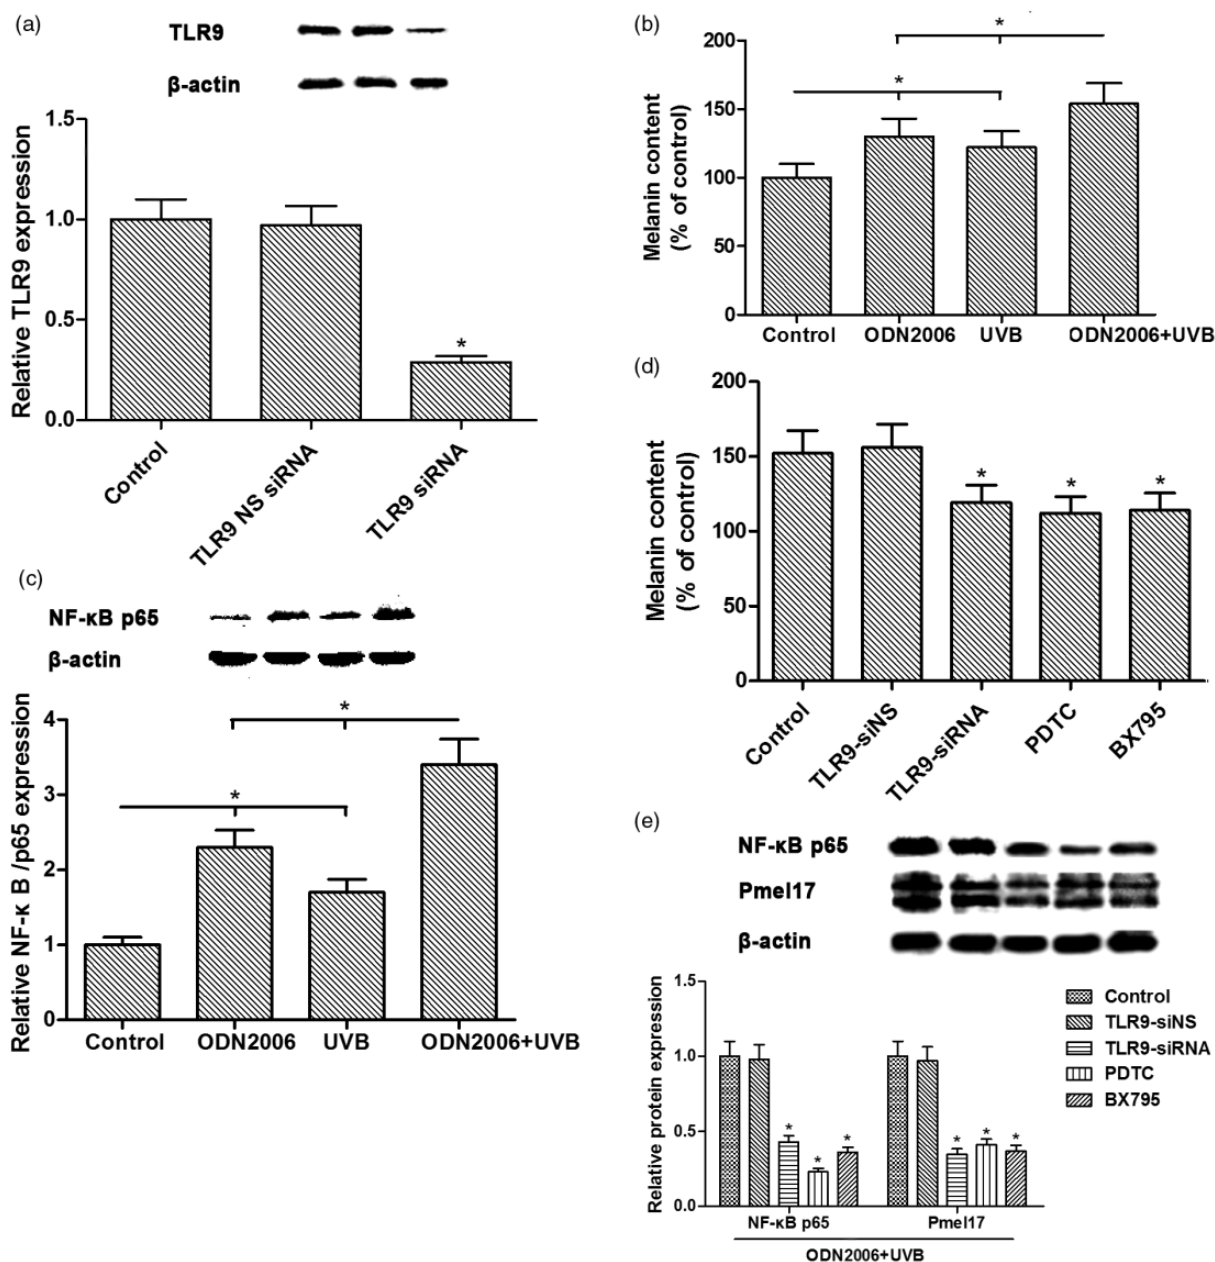 (a)
TLR9
β-actin
Relative TLR9 expression
1.5
1.0
0.5
0.0
*
Control
TLR9 NS siRNA
TLR9 siRNA
(b)
Melanin content
(% of control)
200
150
100
50
0
*
*
Control
ODN2006
UVB
ODN2006+UVB
(c)
NF-κB p65
β-actin
Relative NF-κ B /p65 expression
4
3
2
1
0
*
*
Control
ODN2006
UVB
ODN2006+UVB
(d)
Melanin content
(% of control)
200
150
100
50
0
*
*
*
Control
TLR9-siNS
TLR9-siRNA
PDTC
BX795
(e)
NF-κB p65
Pmel17
β-actin
Relative protein expression
1.5
1.0
0.5
0.0
*
*
*
*
*
*
Control
TLR9-siNS
TLR9-siRNA
PDTC
BX795
NF-κB p65
Pmel17
ODN2006+UVB